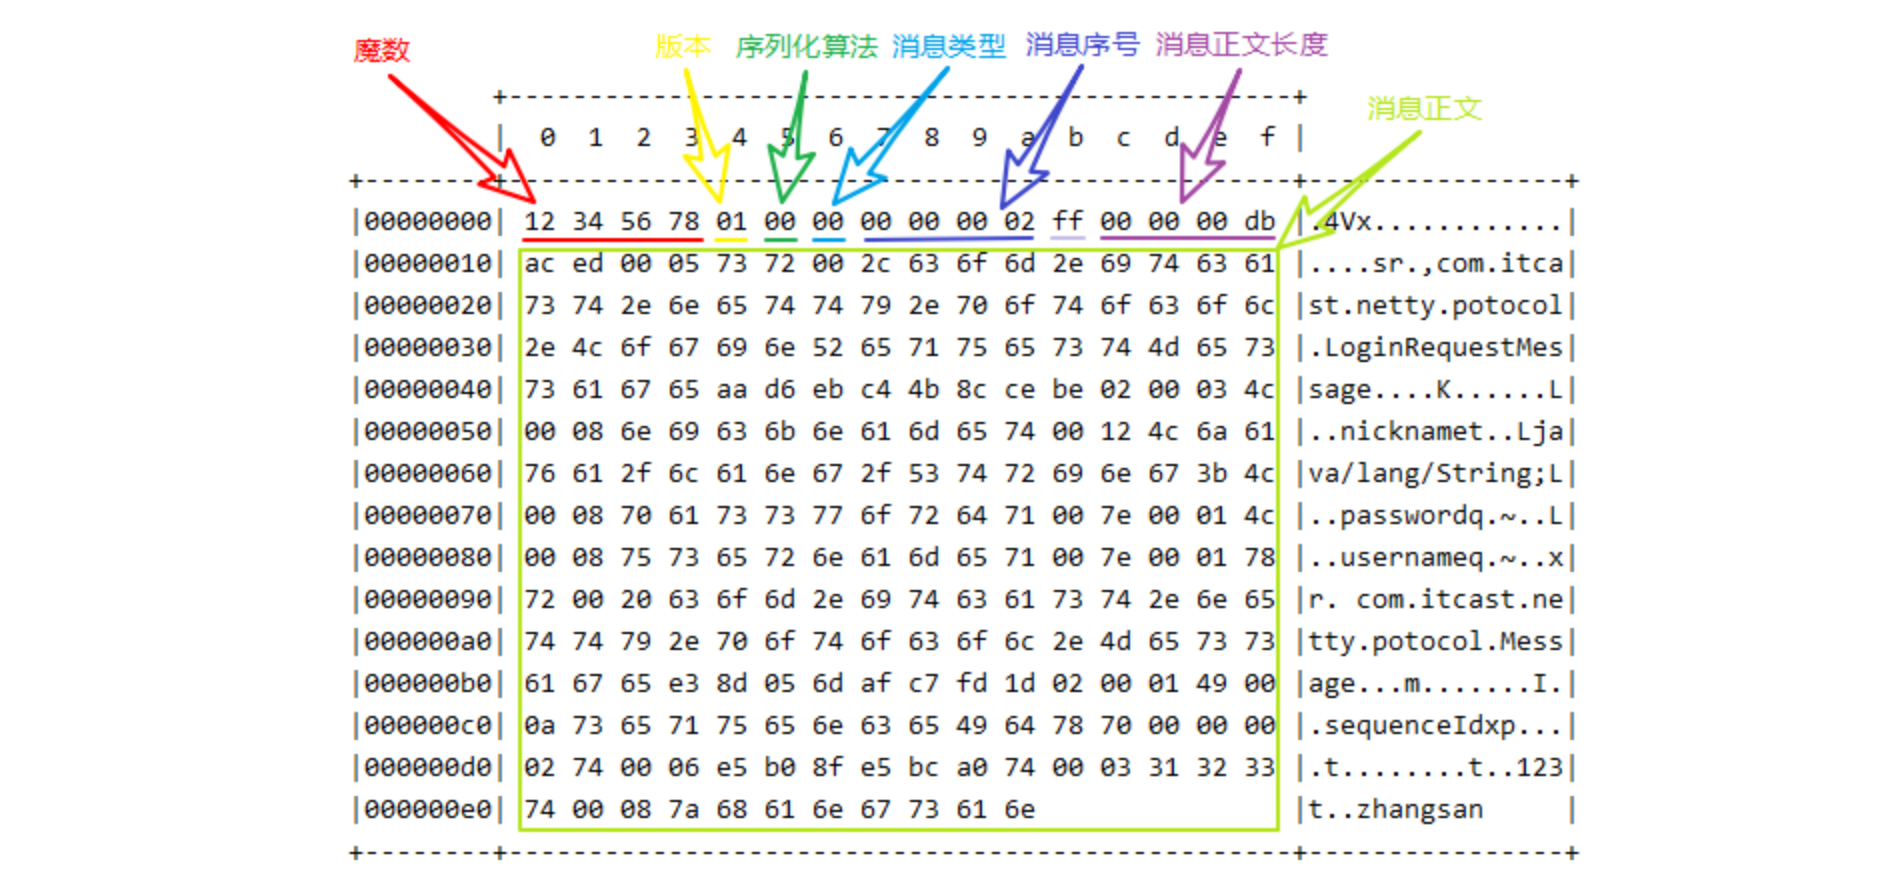 魔数 版本 序列化算法 消息类型 消息序号 消息正文长度
消息正文
+-------------------------------------------------+
| 0 1 2 3 4 5 6 7 8 9 a b c d e f |
+--------+-------------------------------------------------+----------------+
|00000000| 12 34 56 78 01 00 00 00 00 00 02 ff 00 00 00 db |.4Vx............|
|00000010| ac ed 00 05 73 72 00 2c 63 6f 6d 2e 69 74 63 61 |....sr.,com.itca|
|00000020| 73 74 2e 6e 65 74 74 79 2e 70 6f 74 6f 63 6f 6c |st.netty.potocol|
|00000030| 2e 4c 6f 67 69 6e 52 65 71 75 65 73 74 4d 65 73 |.LoginRequestMes|
|00000040| 73 61 67 65 aa d6 eb c4 4b 8c ce be 02 00 03 4c |sage....K......L|
|00000050| 00 08 6e 69 63 6b 6e 61 6d 65 74 00 12 4c 6a 61 |..nicknamet..Lja|
|00000060| 76 61 2f 6c 61 6e 67 2f 53 74 72 69 6e 67 3b 4c |va/lang/String;L|
|00000070| 00 08 70 61 73 73 77 6f 72 64 71 00 7e 00 01 4c |..passwordq.~..L|
|00000080| 00 08 75 73 65 72 6e 61 6d 65 71 00 7e 00 01 78 |..usernameq.~..x|
|00000090| 72 00 20 63 6f 6d 2e 69 74 63 61 73 74 2e 6e 65 |r. com.itcast.ne|
|000000a0| 74 74 79 2e 70 6f 74 6f 63 6f 6c 2e 4d 65 73 73 |tty.potocol.Mess|
|000000b0| 61 67 65 e3 8d 05 6d af c7 fd 1d 02 00 01 49 00 |age...m.......I.|
|000000c0| 0a 73 65 71 75 65 6e 63 65 49 64 78 70 00 00 00 |.sequenceIdxp...|
|000000d0| 02 74 00 06 e5 b0 8f e5 bc a0 74 00 03 31 32 33 |.t........t..123|
|000000e0| 74 00 08 7a 68 61 6e 67 73 61 6e |t..zhangsan |
+--------+-------------------------------------------------+----------------+